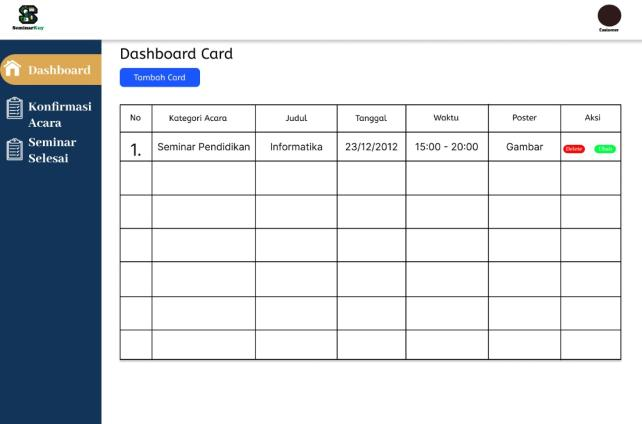 SeminarKuy
Customer
Dashboard
Konfirmasi
Acara
Seminar
Selesai
Dashboard Card
Tambah Card
No Kategori Acara Judul Tanggal Waktu Poster Aksi
1. Seminar Pendidikan Informatika 23/12/2012 15:00 - 20:00 Gambar Delete